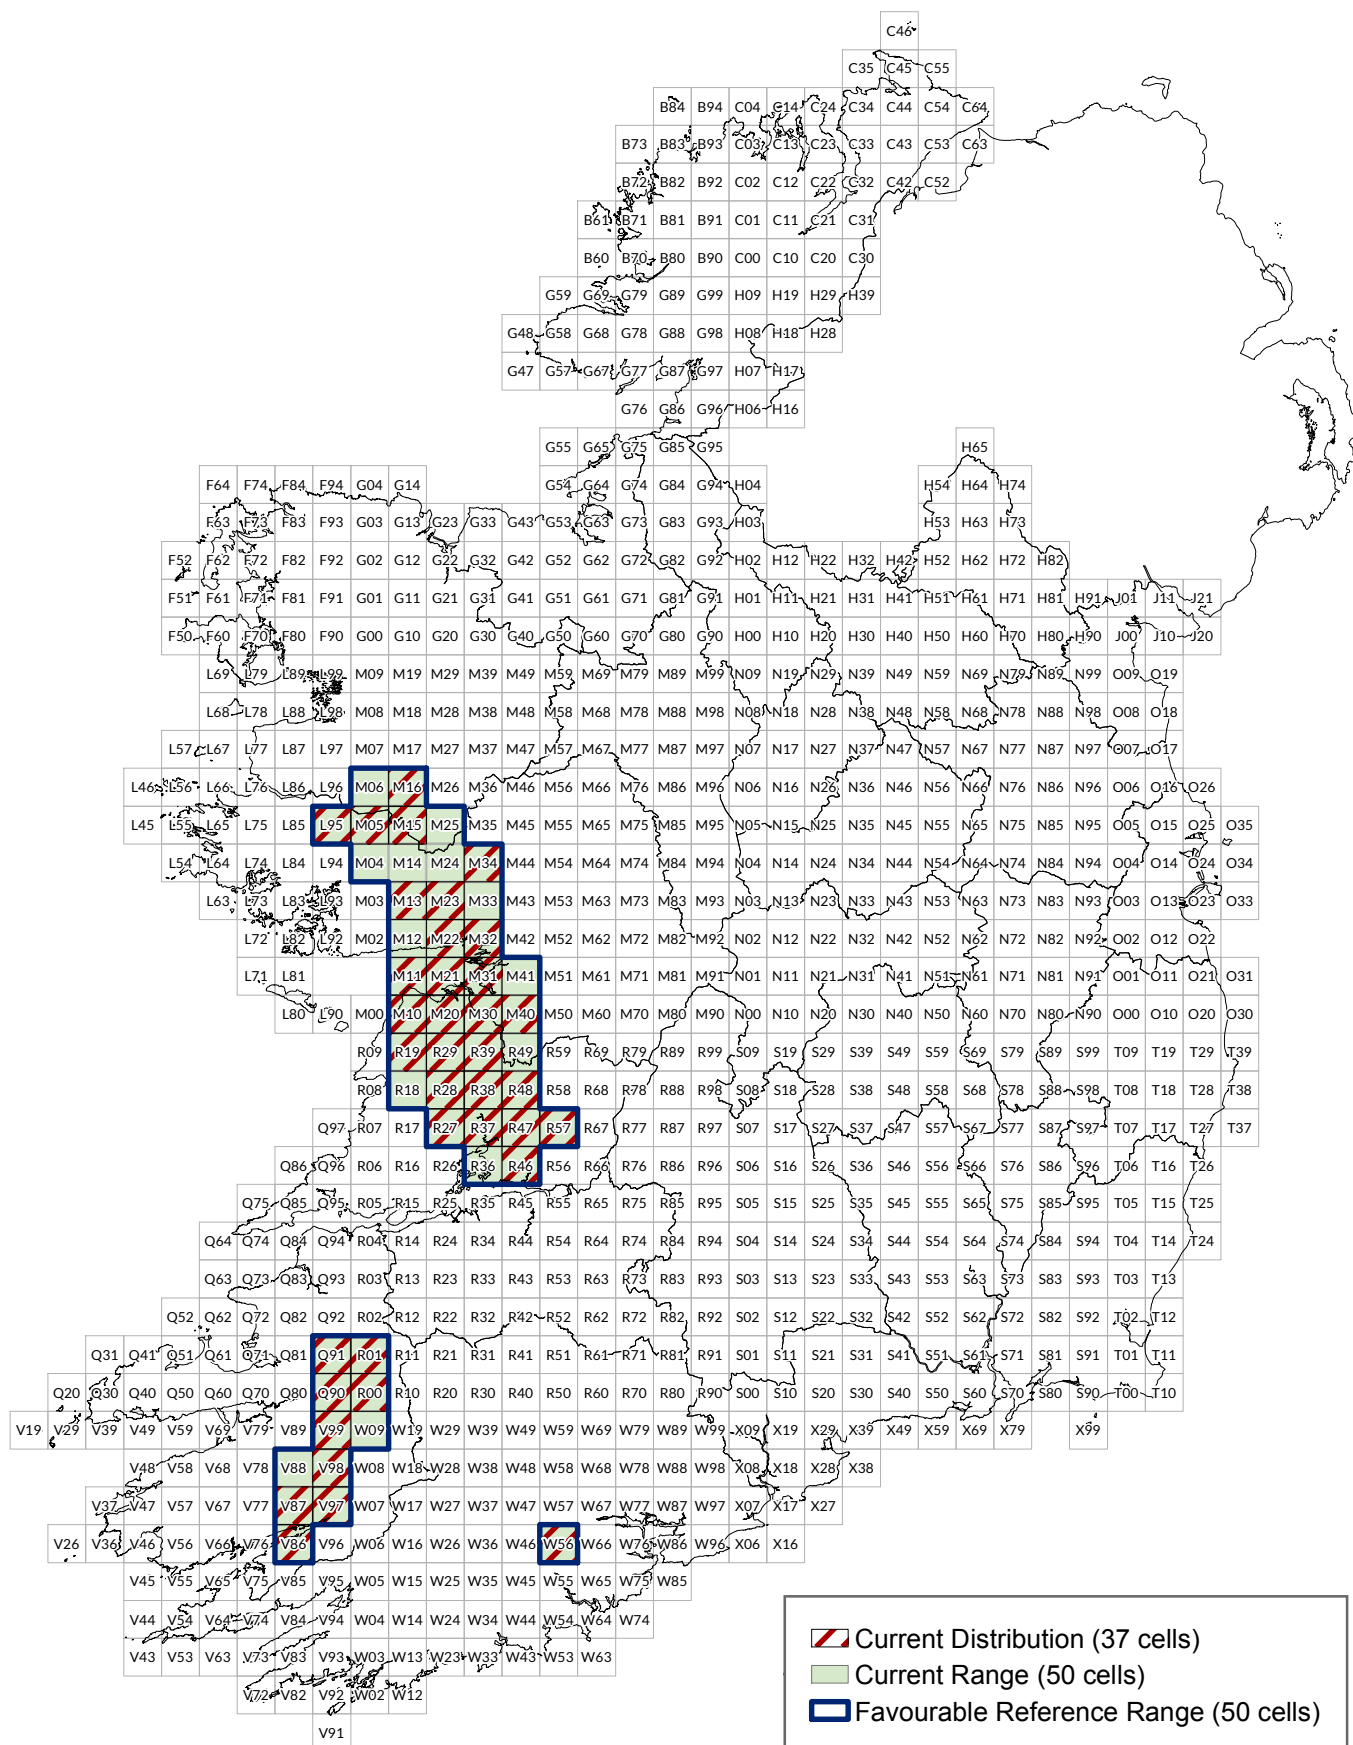 C46
C35 C45 C55
B84 B94 C04 C14 C24 C34 C44 C54 C64
B73 B83 B93 C03 C13 C23 C33 C43 C53 C63
B72 B82 B92 C02 C12 C22 C32 C42 C52
B61 B71 B81 B91 C01 C11 C21 C31
B60 B70 B80 B90 C00 C10 C20 C30
G59 G69 G79 G89 G99 H09 H19 H29 H39
G48 G58 G68 G78 G88 G98 H08 H18 H28
G47 G57 G67 G77 G87 G97 H07 H17
G76 G86 G96 H06 H16
G55 G65 G75 G85 G95 H65
F64 F74 F84 F94 G04 G14 G54 G64 G74 G84 G94 H04 H54 H64 H74
F63 F73 F83 F93 G03 G13 G23 G33 G43 G53 G63 G73 G83 G93 H03 H53 H63 H73
F52 F62 F72 F82 F92 G02 G12 G22 G32 G42 G52 G62 G72 G82 G92 H02 H12 H22 H32 H42 H52 H62 H72 H82
F51 F61 F71 F81 F91 G01 G11 G21 G31 G41 G51 G61 G71 G81 G91 H01 H11 H21 H31 H41 H51 H61 H71 H81 H91 J01 J11 J21
F50 F60 F70 F80 F90 G00 G10 G20 G30 G40 G50 G60 G70 G80 G90 H00 H10 H20 H30 H40 H50 H60 H70 H80 H90 J00 J10 J20
L69 L79 L89 L99 M09 M19 M29 M39 M49 M59 M69 M79 M89 M99 N09 N19 N29 N39 N49 N59 N69 N79 N89 N99 O09 O19
L68 L78 L88 L98 M08 M18 M28 M38 M48 M58 M68 M78 M88 M98 N08 N18 N28 N38 N48 N58 N68 N78 N88 N98 O08 O18
L57 L67 L77 L87 L97 M07 M17 M27 M37 M47 M57 M67 M77 M87 M97 N07 N17 N27 N37 N47 N57 N67 N77 N87 N97 O07 O17
L46 L56 L66 L76 L86 L96 M06 M16 M26 M36 M46 M56 M66 M76 M86 M96 N06 N16 N26 N36 N46 N56 N66 N76 N86 N96 O06 O16 O26
L45 L55 L65 L75 L85 L95 M05 M15 M25 M35 M45 M55 M65 M75 M85 M95 N05 N15 N25 N35 N45 N55 N65 N75 N85 N95 O05 O15 O25 O35
L54 L64 L74 L84 L94 M04 M14 M24 M34 M44 M54 M64 M74 M84 M94 N04 N14 N24 N34 N44 N54 N64 N74 N84 N94 O04 O14 O24 O34
L63 L73 L83 L93 M03 M13 M23 M33 M43 M53 M63 M73 M83 M93 N03 N13 N23 N33 N43 N53 N63 N73 N83 N93 O03 O13 O23 O33
L72 L82 L92 M02 M12 M22 M32 M42 M52 M62 M72 M82 M92 N02 N12 N22 N32 N42 N52 N62 N72 N82 N92 O02 O12 O22
L71 L81 M11 M21 M31 M41 M51 M61 M71 M81 M91 N01 N11 N21 N31 N41 N51 N61 N71 N81 N91 O01 O11 O21 O31
L80 L90 M00 M10 M20 M30 M40 M50 M60 M70 M80 M90 N00 N10 N20 N30 N40 N50 N60 N70 N80 N90 O00 O10 O20 O30
R09 R19 R29 R39 R49 R59 R69 R79 R89 R99 S09 S19 S29 S39 S49 S59 S69 S79 S89 S99 T09 T19 T29 T39
R08 R18 R28 R38 R48 R58 R68 R78 R88 R98 S08 S18 S28 S38 S48 S58 S68 S78 S88 S98 T08 T18 T28 T38
Q97 R07 R17 R27 R37 R47 R57 R67 R77 R87 R97 S07 S17 S27 S37 S47 S57 S67 S77 S87 S97 T07 T17 T27 T37
Q86 Q96 R06 R16 R26 R36 R46 R56 R66 R76 R86 R96 S06 S16 S26 S36 S46 S56 S66 S76 S86 S96 T06 T16 T26
Q75 Q85 Q95 R05 R15 R25 R35 R45 R55 R65 R75 R85 R95 S05 S15 S25 S35 S45 S55 S65 S75 S85 S95 T05 T15 T25
Q64 Q74 Q84 Q94 R04 R14 R24 R34 R44 R54 R64 R74 R84 R94 S04 S14 S24 S34 S44 S54 S64 S74 S84 S94 T04 T14 T24
Q63 Q73 Q83 Q93 R03 R13 R23 R33 R43 R53 R63 R73 R83 R93 S03 S13 S23 S33 S43 S53 S63 S73 S83 S93 T03 T13
Q52 Q62 Q72 Q82 Q92 R02 R12 R22 R32 R42 R52 R62 R72 R82 R92 S02 S12 S22 S32 S42 S52 S62 S72 S82 S92 T02 T12
Q31 Q41 Q51 Q61 Q71 Q81 Q91 R01 R11 R21 R31 R41 R51 R61 R71 R81 R91 S01 S11 S21 S31 S41 S51 S61 S71 S81 S91 T01 T11
Q20 Q30 Q40 Q50 Q60 Q70 Q80 Q90 R00 R10 R20 R30 R40 R50 R60 R70 R80 R90 S00 S10 S20 S30 S40 S50 S60 S70 S80 S90 T00 T10
V19 V29 V39 V49 V59 V69 V79 V89 V99 W09 W19 W29 W39 W49 W59 W69 W79 W89 W99 X09 X19 X29 X39 X49 X59 X69 X79 X99
V48 V58 V68 V78 V88 V98 W08 W18 W28 W38 W48 W58 W68 W78 W88 W98 X08 X18 X28 X38
V37 V47 V57 V67 V77 V87 V97 W07 W17 W27 W37 W47 W57 W67 W77 W87 W97 X07 X17 X27
V26 V36 V46 V56 V66 V76 V86 V96 W06 W16 W26 W36 W46 W56 W66 W76 W86 W96 X06 X16
V45 V55 V65 V75 V85 V95 W05 W15 W25 W35 W45 W55 W65 W75 W85
V44 V54 V64 V74 V84 V94 W04 W14 W24 W34 W44 W54 W64 W74
V43 V53 V63 V73 V83 V93 W03 W13 W23 W33 W43 W53 W63
V72 V82 V92 W02 W12
V91
Current Distribution (37 cells)
Current Range (50 cells)
Favourable Reference Range (50 cells)